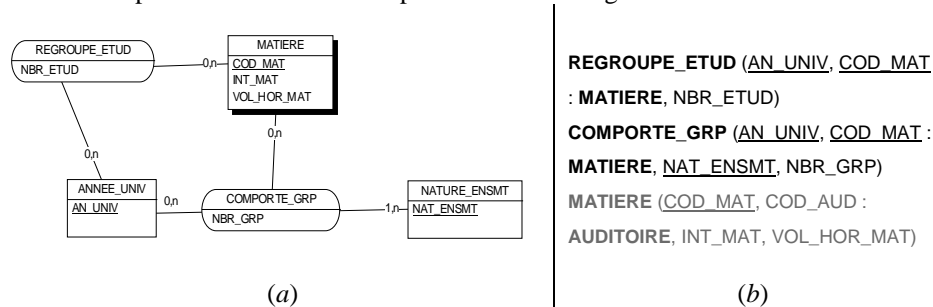 REGROUPE_ETUD
NBR_ETUD
0,n
MATIERE
COD_MAT
INT_MAT
VOL_HOR_MAT
0,n
0,n
ANNEE_UNIV
AN_UNIV
0,n
COMPORTE_GRP
NBR_GRP
1,n
NATURE_ENSMT
NAT_ENSMT
(a)
REGROUPE_ETUD (AN_UNIV, COD_MAT
: MATIERE, NBR_ETUD)
COMPORTE_GRP (AN_UNIV, COD_MAT :
MATIERE, NAT_ENSMT, NBR_GRP)
MATIERE (COD_MAT, COD_AUD :
AUDITOIRE, INT_MAT, VOL_HOR_MAT)
(b)